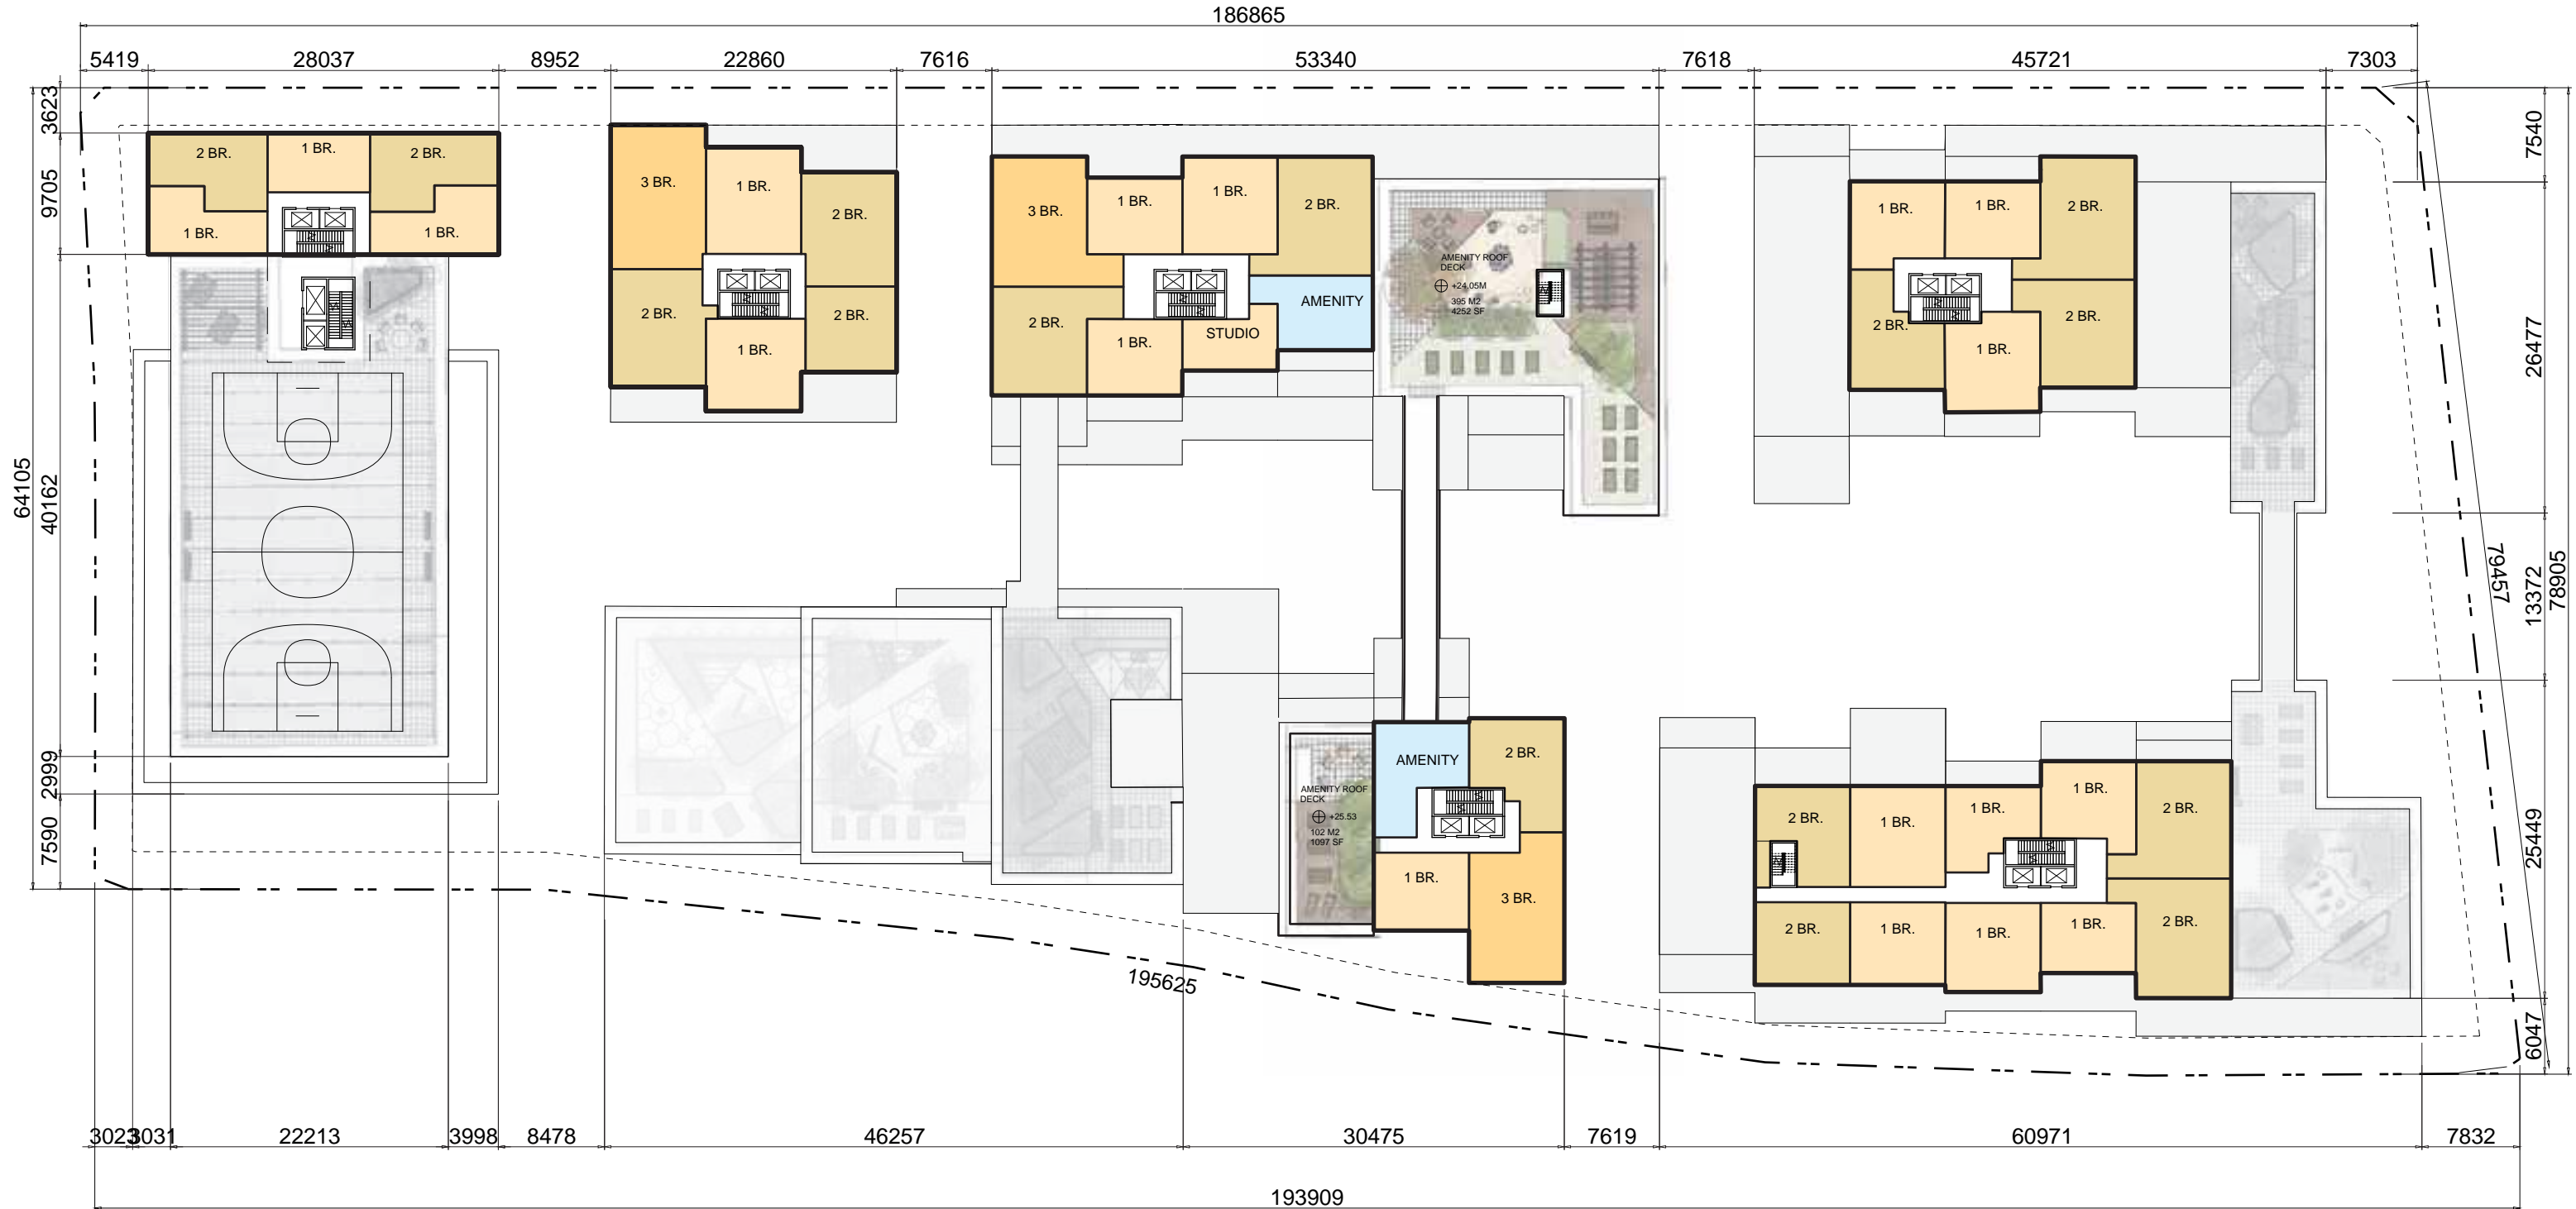 186865
5419
28037
8952
22860
7616
53340
7618
45721
7303
3623
9705
64105
40162
2999
7590
2 BR.
1 BR.
2 BR.
1 BR.
1 BR.
3 BR.
1 BR.
2 BR.
2 BR.
1 BR.
2 BR.
3 BR.
1 BR.
1 BR.
2 BR.
2 BR.
1 BR.
STUDIO
AMENITY
AMENITY ROOF
DECK
+24.05M
395 M2
4252 SF
1 BR.
1 BR.
2 BR.
2 BR.
1 BR.
2 BR.
7540
26477
13372
79457
78905
25449
6047
AMENITY
2 BR.
AMENITY ROOF
DECK
+25.53
102 M2
1097 SF
1 BR.
3 BR.
2 BR.
1 BR.
1 BR.
1 BR.
2 BR.
2 BR.
1 BR.
1 BR.
1 BR.
2 BR.
195625
3023
3031
22213
3998
8478
46257
30475
7619
60971
7832
193909